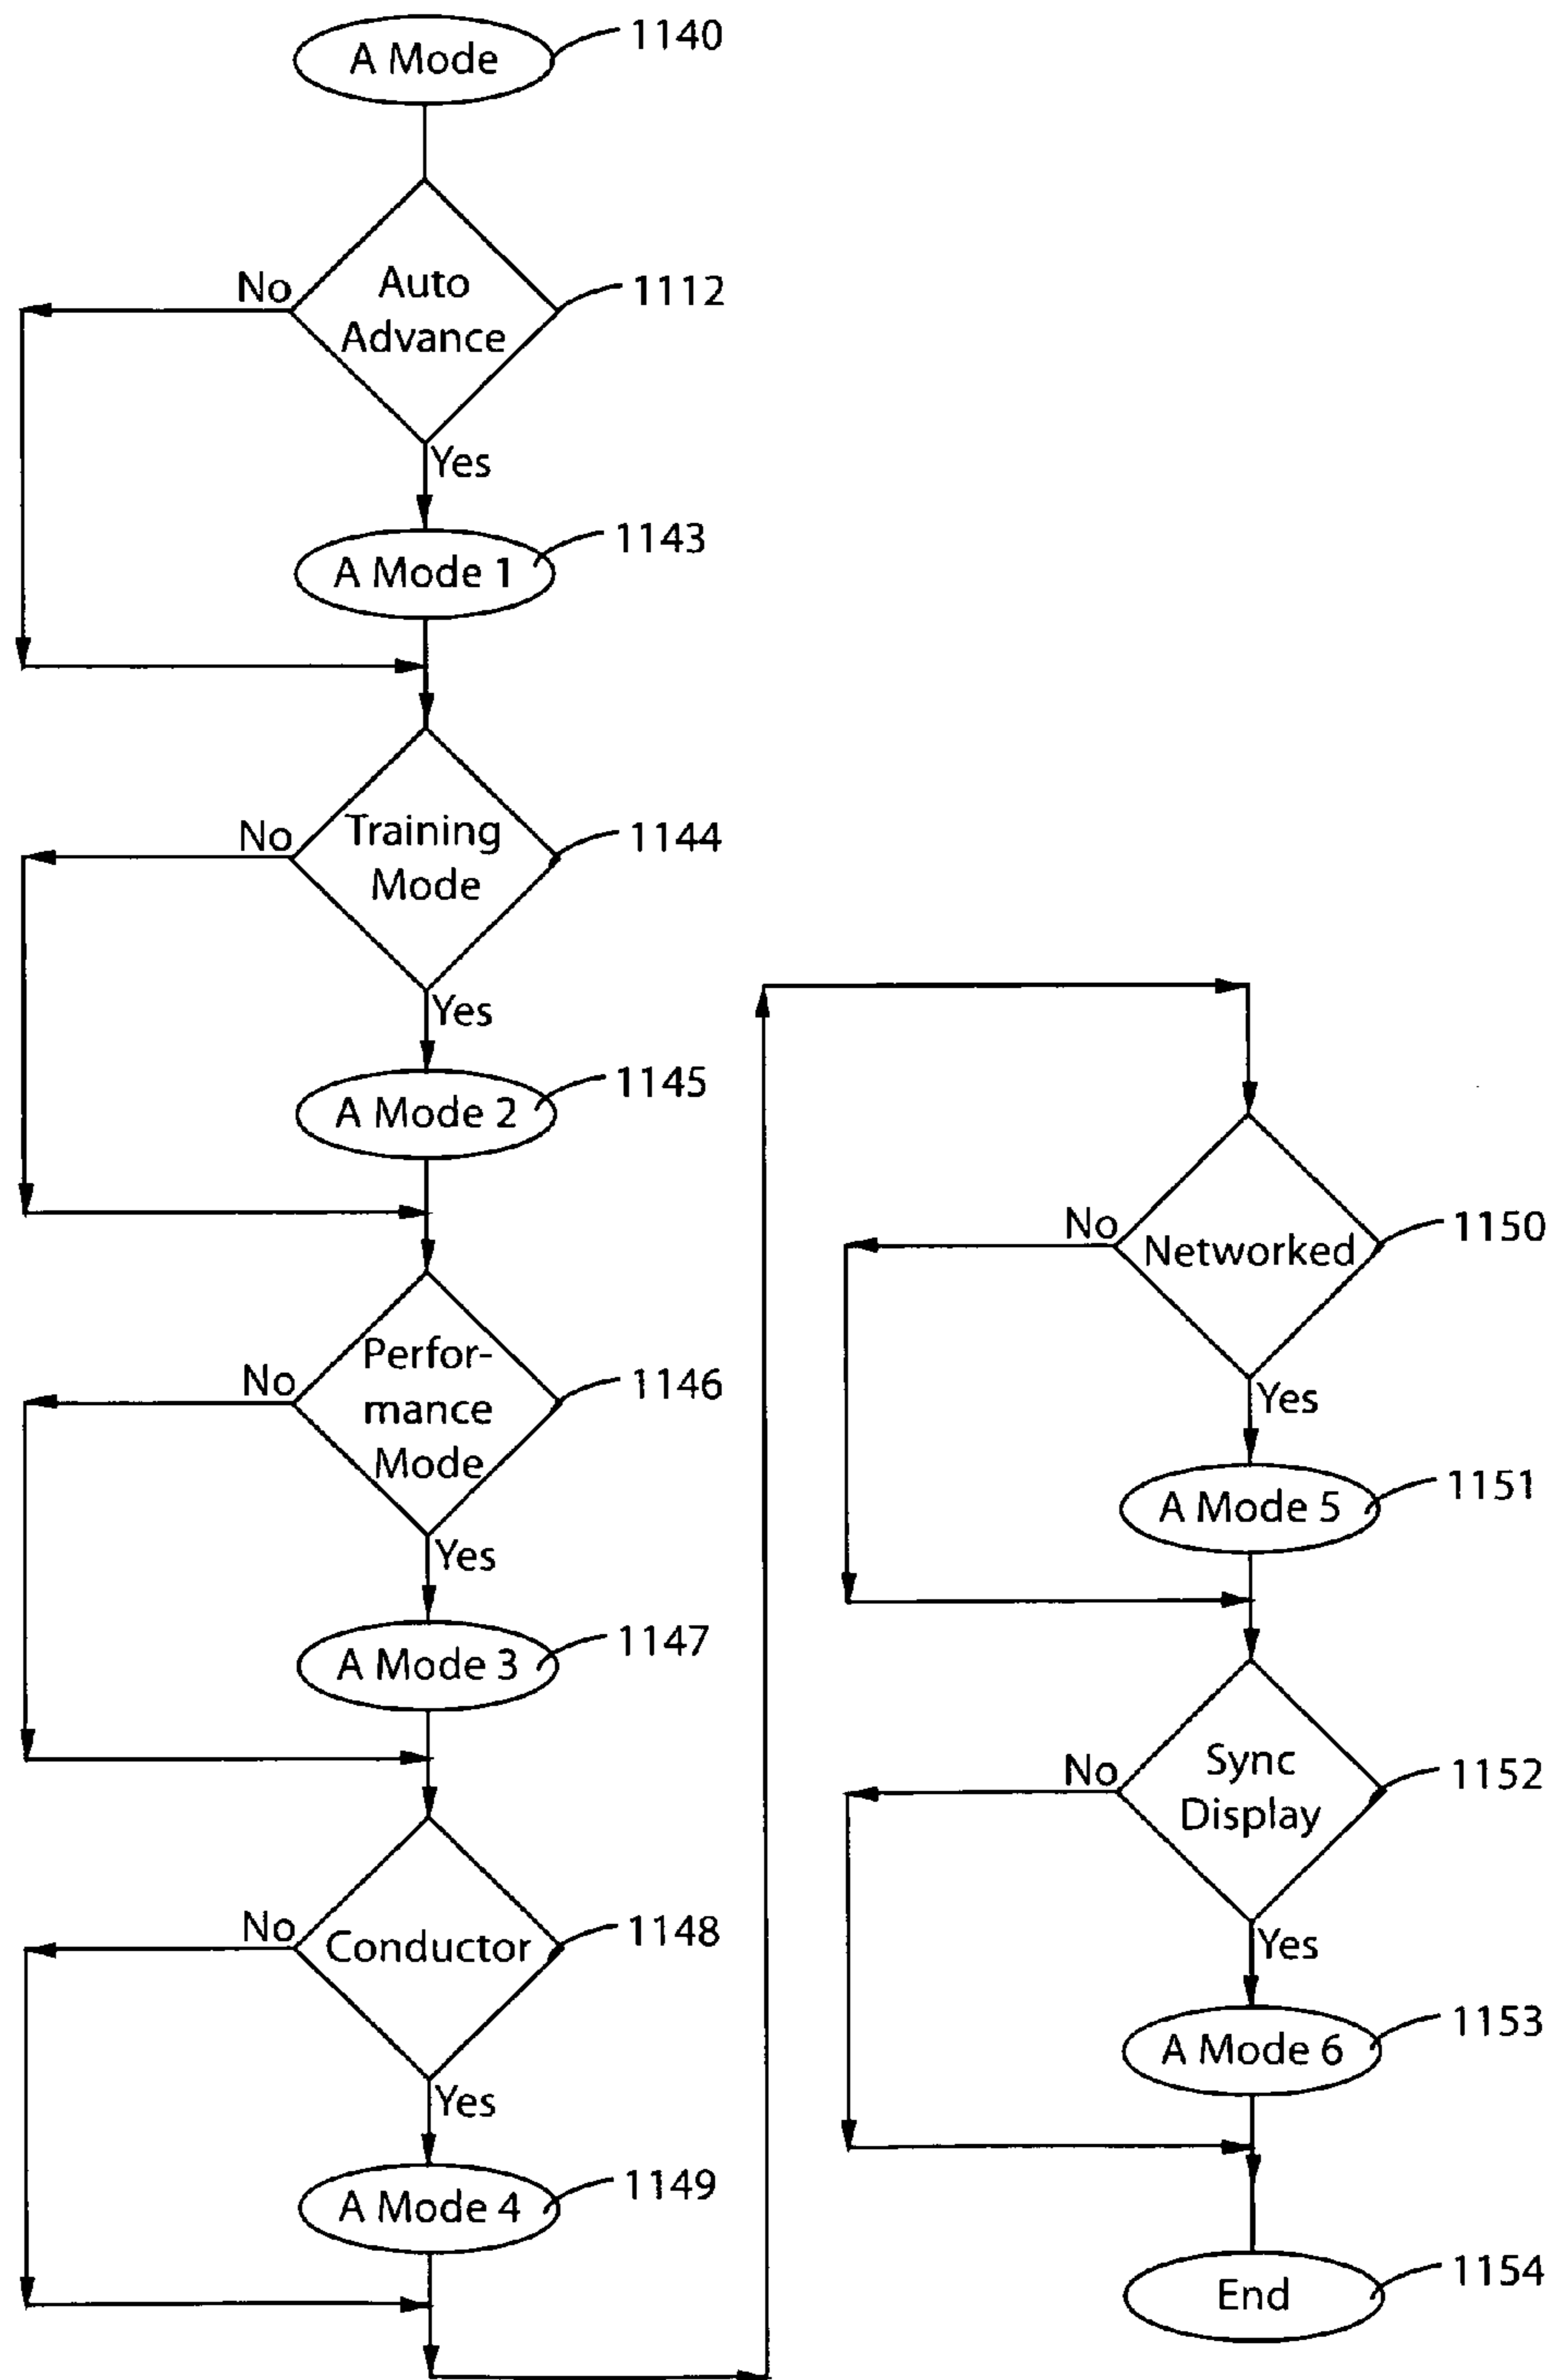 A Mode
1140
No
Auto
Advance
1112
Yes
A Mode 1
1143
No
Training
Mode
1144
Yes
A Mode 2
1145
No
Perfor-
mance
Mode
1146
Yes
A Mode 3
1147
No
Conductor
1148
Yes
A Mode 4
1149
No
Networked
1150
Yes
A Mode 5
1151
No
Sync
Display
1152
Yes
A Mode 6
1153
End
1154